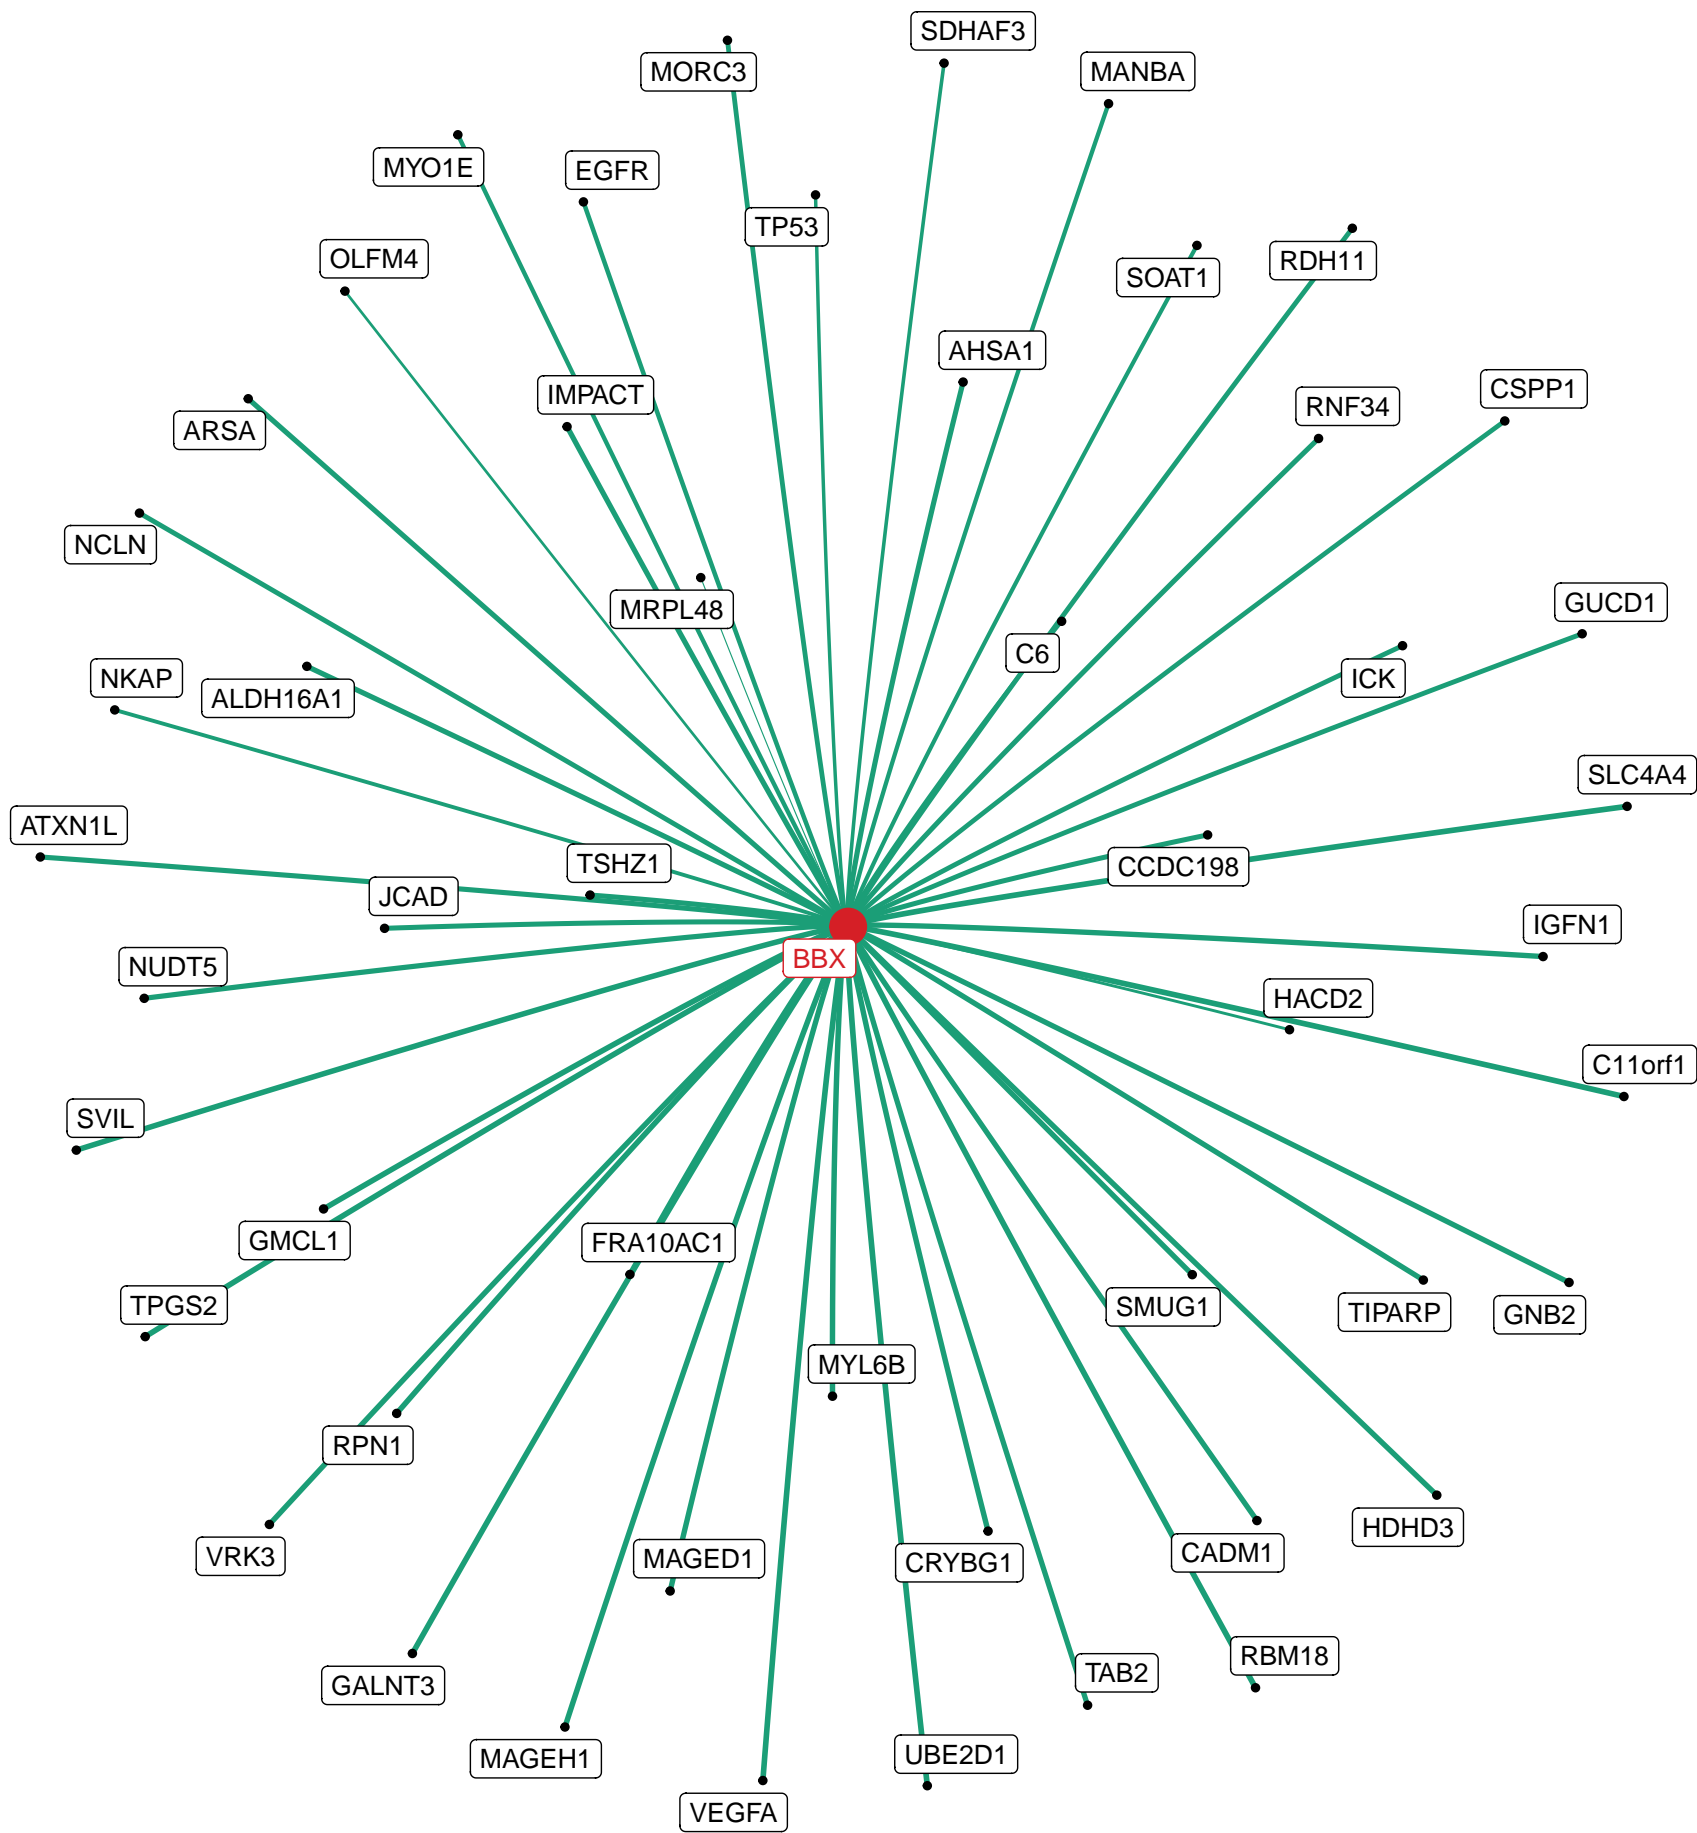 SDHAF3
MORC3
MANBA
MYO1E
EGFR
TP53
OLFM4
RDH11
SOAT1
AHSA1
CSPP1
IMPACT
RNF34
ARSA
NCLN
GUCD1
MRPL48
C6
NKAP
ICK
ALDH16A1
SLC4A4
ATXN1L
TSHZ1
CCDC198
JCAD
IGFN1
BBX
NUDT5
HACD2
C11orf1
SVIL
GMCL1
FRA10AC1
TPGS2
SMUG1
TIPARP
GNB2
MYL6B
RPN1
HDHD3
CADM1
VRK3
MAGED1
CRYBG1
RBM18
TAB2
GALNT3
UBE2D1
MAGEH1
VEGFA